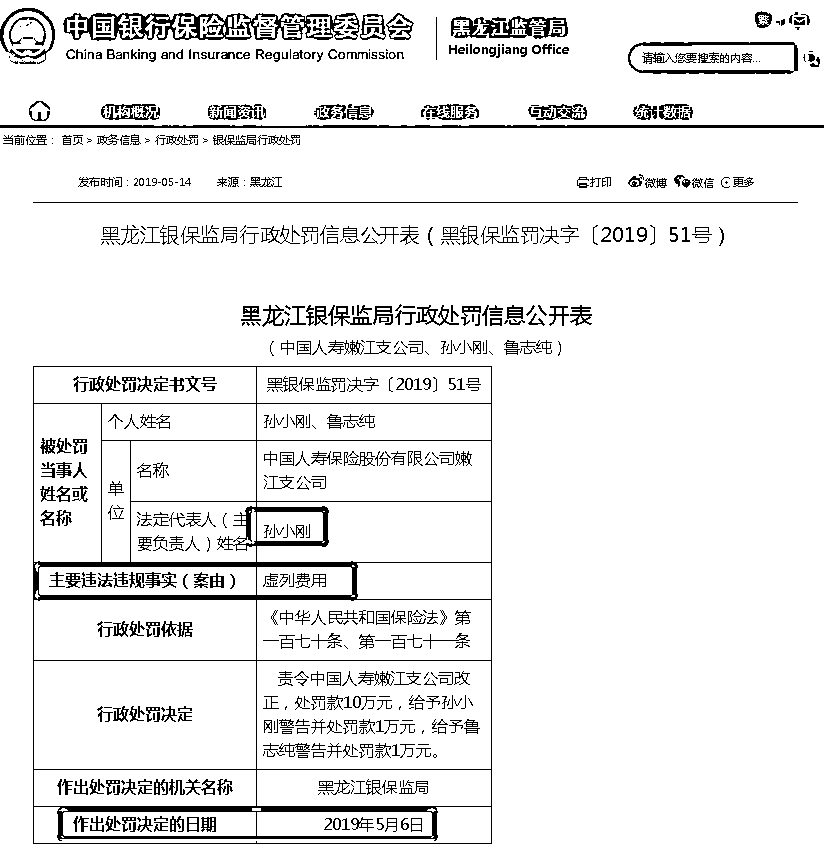 中国银行保险监督管理委员会
China Banking and Insurance Regulatory Commission
黑龙江监管局
Heilongjiang Office
繁
请输入您要搜索的内容...
机构概况 新闻资讯 政务信息 在线服务 互动交流 统计数据
当前位置： 首页 > 政务信息 > 行政处罚 > 银保监局行政处罚
发布时间：2019-05-14 来源：黑龙江 打印 微博 微信 更多
黑龙江银保监局行政处罚信息公开表（黑银保监罚决字〔2019〕51号）
黑龙江银保监局行政处罚信息公开表
（中国人寿嫩江支公司、孙小刚、鲁志纯）
行政处罚决定书文号 黑银保监罚决字〔2019〕51号
被处罚
当事人
姓名或
名称
个人姓名 孙小刚、鲁志纯
单
位
名称
中国人寿保险股份有限公司嫩
江支公司
法定代表人（主
要负责人）姓名
孙小刚
主要违法违规事实（案由） 虚列费用
行政处罚依据
《中华人民共和国保险法》第
一百七十条、第一百七十一条
行政处罚决定
责令中国人寿嫩江支公司改
正，处罚款10万元，给予孙小
刚警告并处罚款1万元，给予鲁
志纯警告并处罚款1万元。
作出处罚决定的机关名称 黑龙江银保监局
作出处罚决定的日期 2019年5月6日